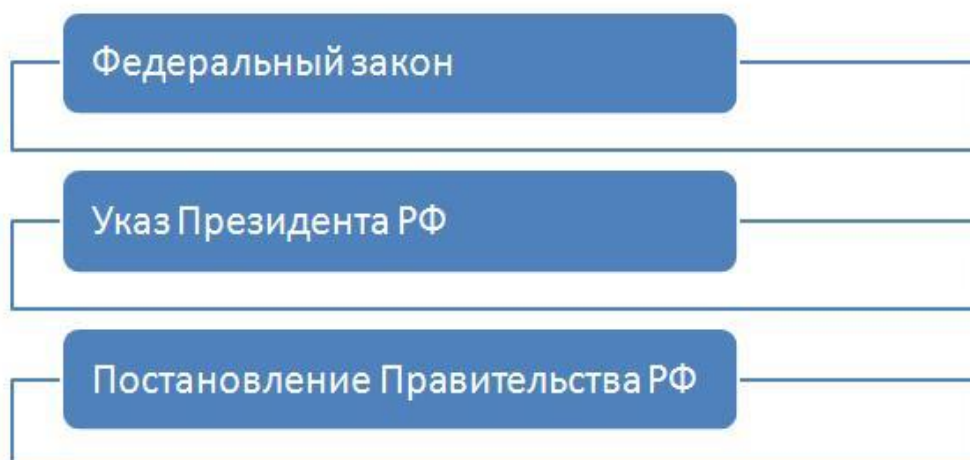 Федеральный закон
Указ Президента РФ
Постановление Правительства РФ